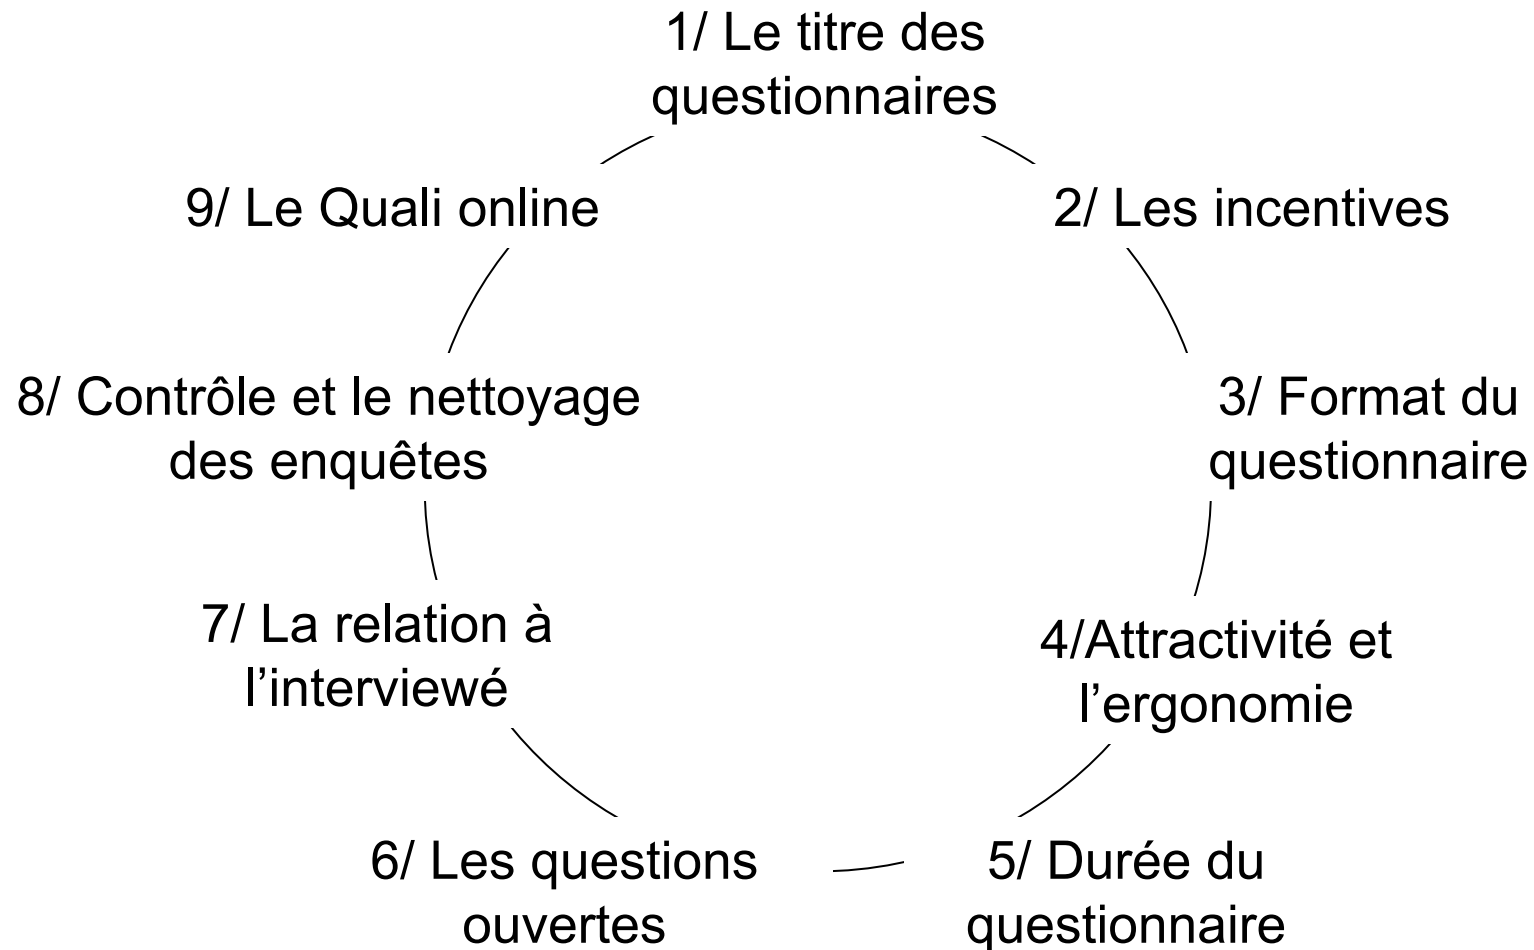 1/ Le titre des
questionnaires
2/ Les incentives
3/ Format du
questionnaire
4/Attractivité et
l’ergonomie
5/ Durée du
questionnaire
6/ Les questions
ouvertes
7/ La relation à
l’interviewé
8/ Contrôle et le nettoyage
des enquêtes
9/ Le Quali online